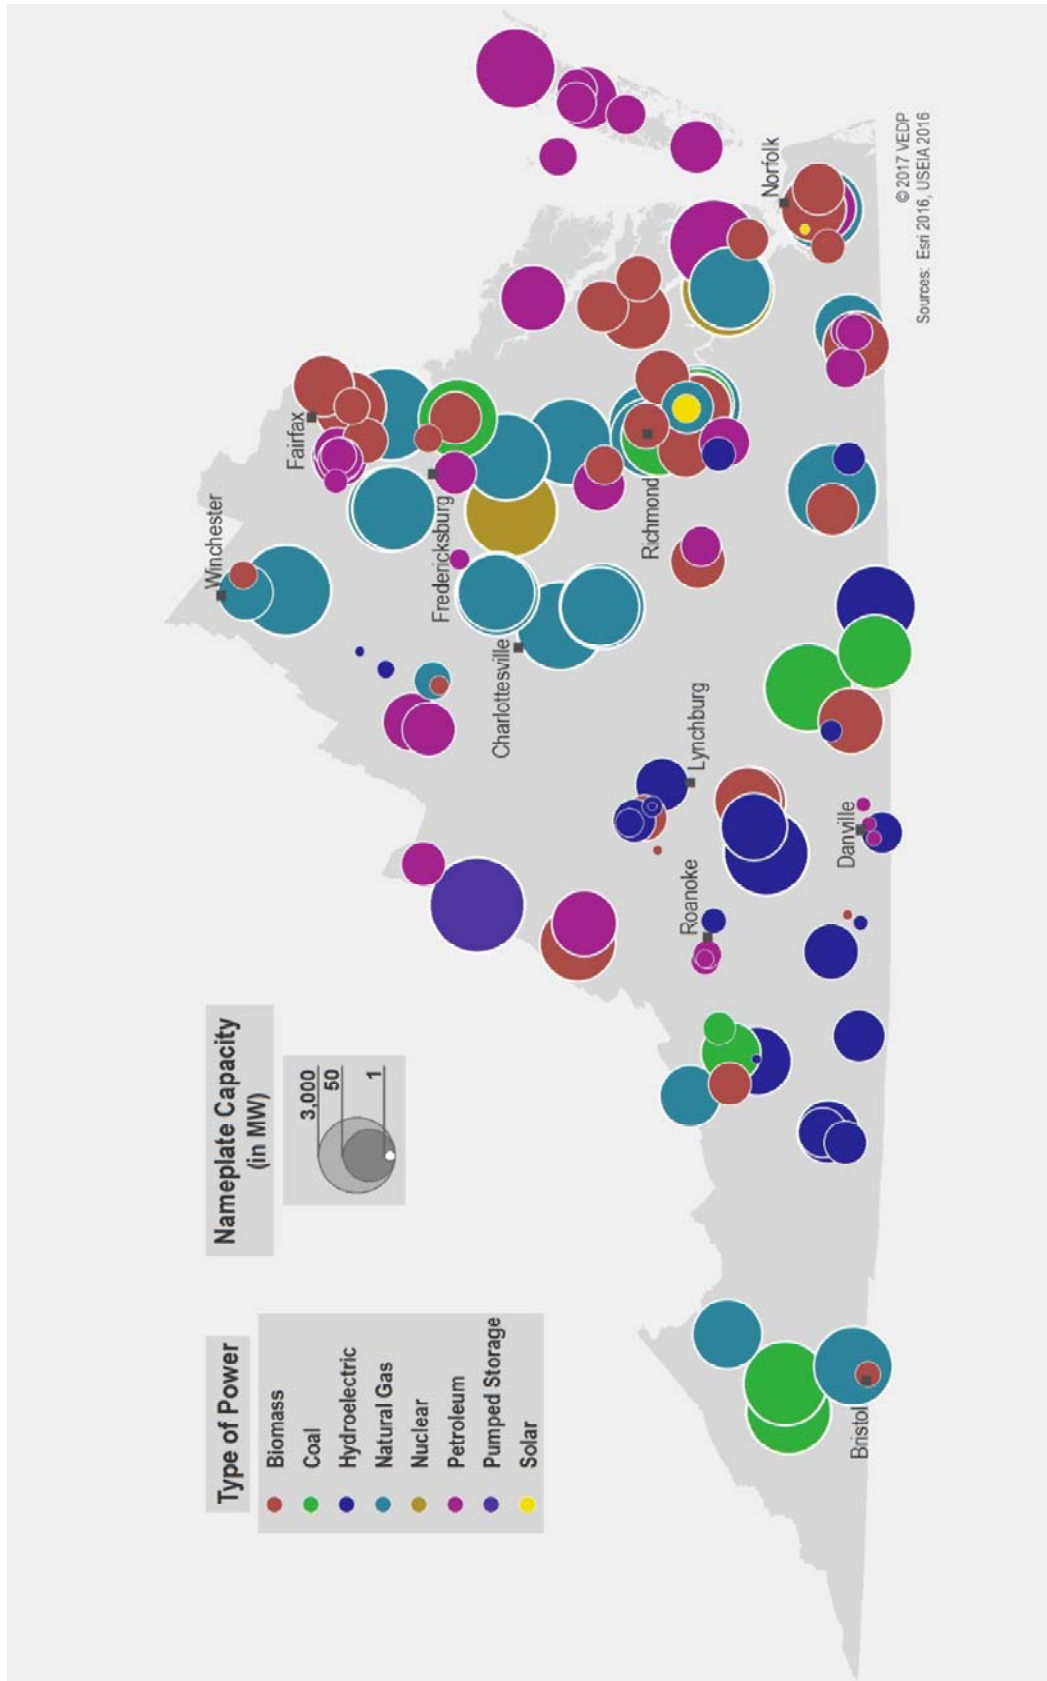 Type of Power
Biomass
Coal
Hydroelectric
Natural Gas
Nuclear
Petroleum
Pumped Storage
Solar
Nameplate Capacity
(in MW)
3,000
50
1
Winchester
Fairfax
Fredericksburg
Charlottesville
Richmond
Lynchburg
Roanoke
Norfolk
Danville
Bristol
© 2017 VEDP
Sources: Esri 2016, USEIA 2016